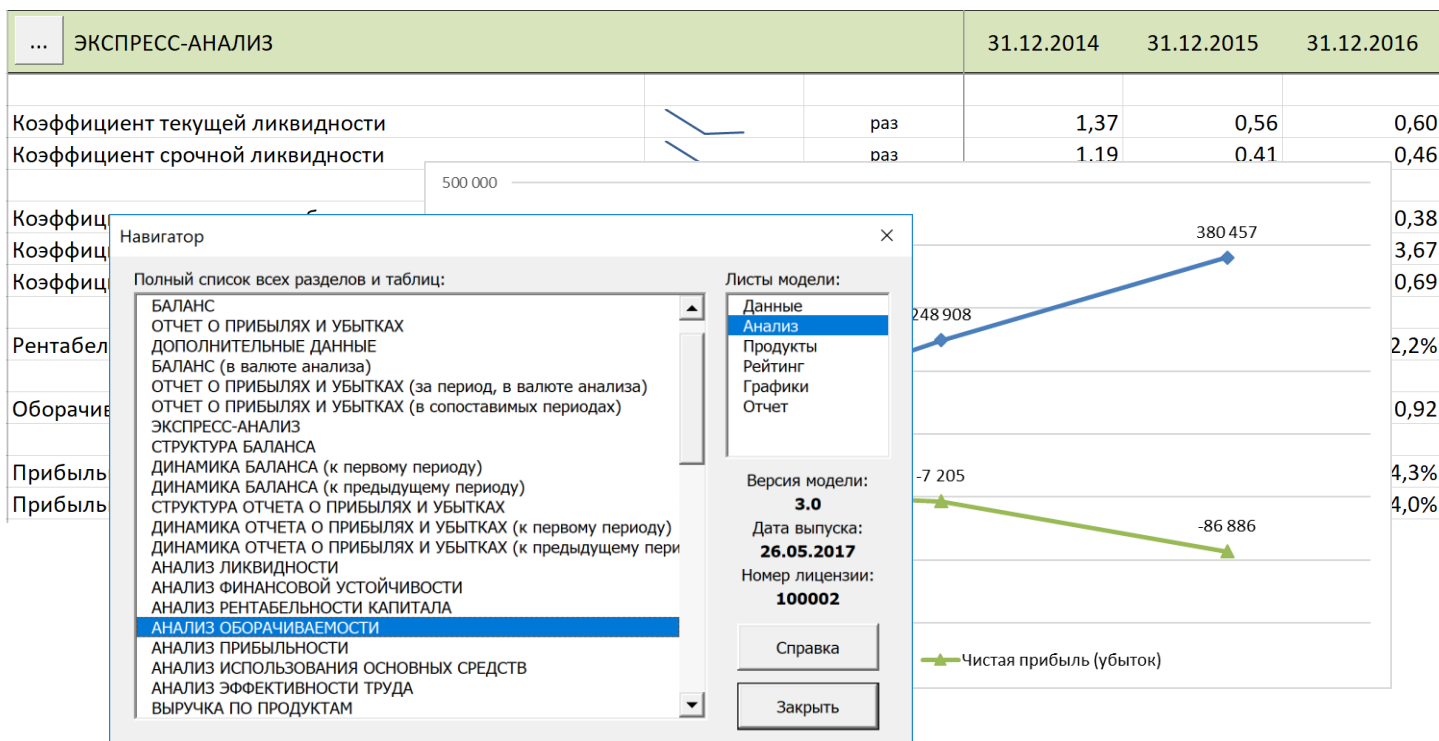 ... ЭКСПРЕСС-АНАЛИЗ 31.12.2014 31.12.2015 31.12.2016
Коэффициент текущей ликвидности раз 1,37 0,56 0,60
Коэффициент срочной ликвидности раз 1,19 0,41 0,46
500 000
0,38
3,67
0,69
2,2%
0,92
4,3%
4,0%
380 457
248 908
-7 205
-86 886
Чистая прибыль (убыток)
Навигатор
Полный список всех разделов и таблиц:
БАЛАНС
ОТЧЕТ О ПРИБЫЛЯХ И УБЫТКАХ
ДОПОЛНИТЕЛЬНЫЕ ДАННЫЕ
БАЛАНС (в валюте анализа)
ОТЧЕТ О ПРИБЫЛЯХ И УБЫТКАХ (за период, в валюте анализа)
ОТЧЕТ О ПРИБЫЛЯХ И УБЫТКАХ (в сопоставимых периодах)
ЭКСПРЕСС-АНАЛИЗ
СТРУКТУРА БАЛАНСА
ДИНАМИКА БАЛАНСА (к первому периоду)
ДИНАМИКА БАЛАНСА (к предыдущему периоду)
СТРУКТУРА ОТЧЕТА О ПРИБЫЛЯХ И УБЫТКАХ
ДИНАМИКА ОТЧЕТА О ПРИБЫЛЯХ И УБЫТКАХ (к первому периоду)
ДИНАМИКА ОТЧЕТА О ПРИБЫЛЯХ И УБЫТКАХ (к предыдущему пери
АНАЛИЗ ЛИКВИДНОСТИ
АНАЛИЗ ФИНАНСОВОЙ УСТОЙЧИВОСТИ
АНАЛИЗ РЕНТАБЕЛЬНОСТИ КАПИТАЛА
АНАЛИЗ ОБОРАЧИВАЕМОСТИ
АНАЛИЗ ПРИБЫЛЬНОСТИ
АНАЛИЗ ИСПОЛЬЗОВАНИЯ ОСНОВНЫХ СРЕДСТВ
АНАЛИЗ ЭФФЕКТИВНОСТИ ТРУДА
ВЫРУЧКА ПО ПРОДУКТАМ
Листы модели:
Данные
Анализ
Продукты
Рейтинг
Графики
Отчет
Версия модели:
3.0
Дата выпуска:
26.05.2017
Номер лицензии:
100002
Справка
Закрыть